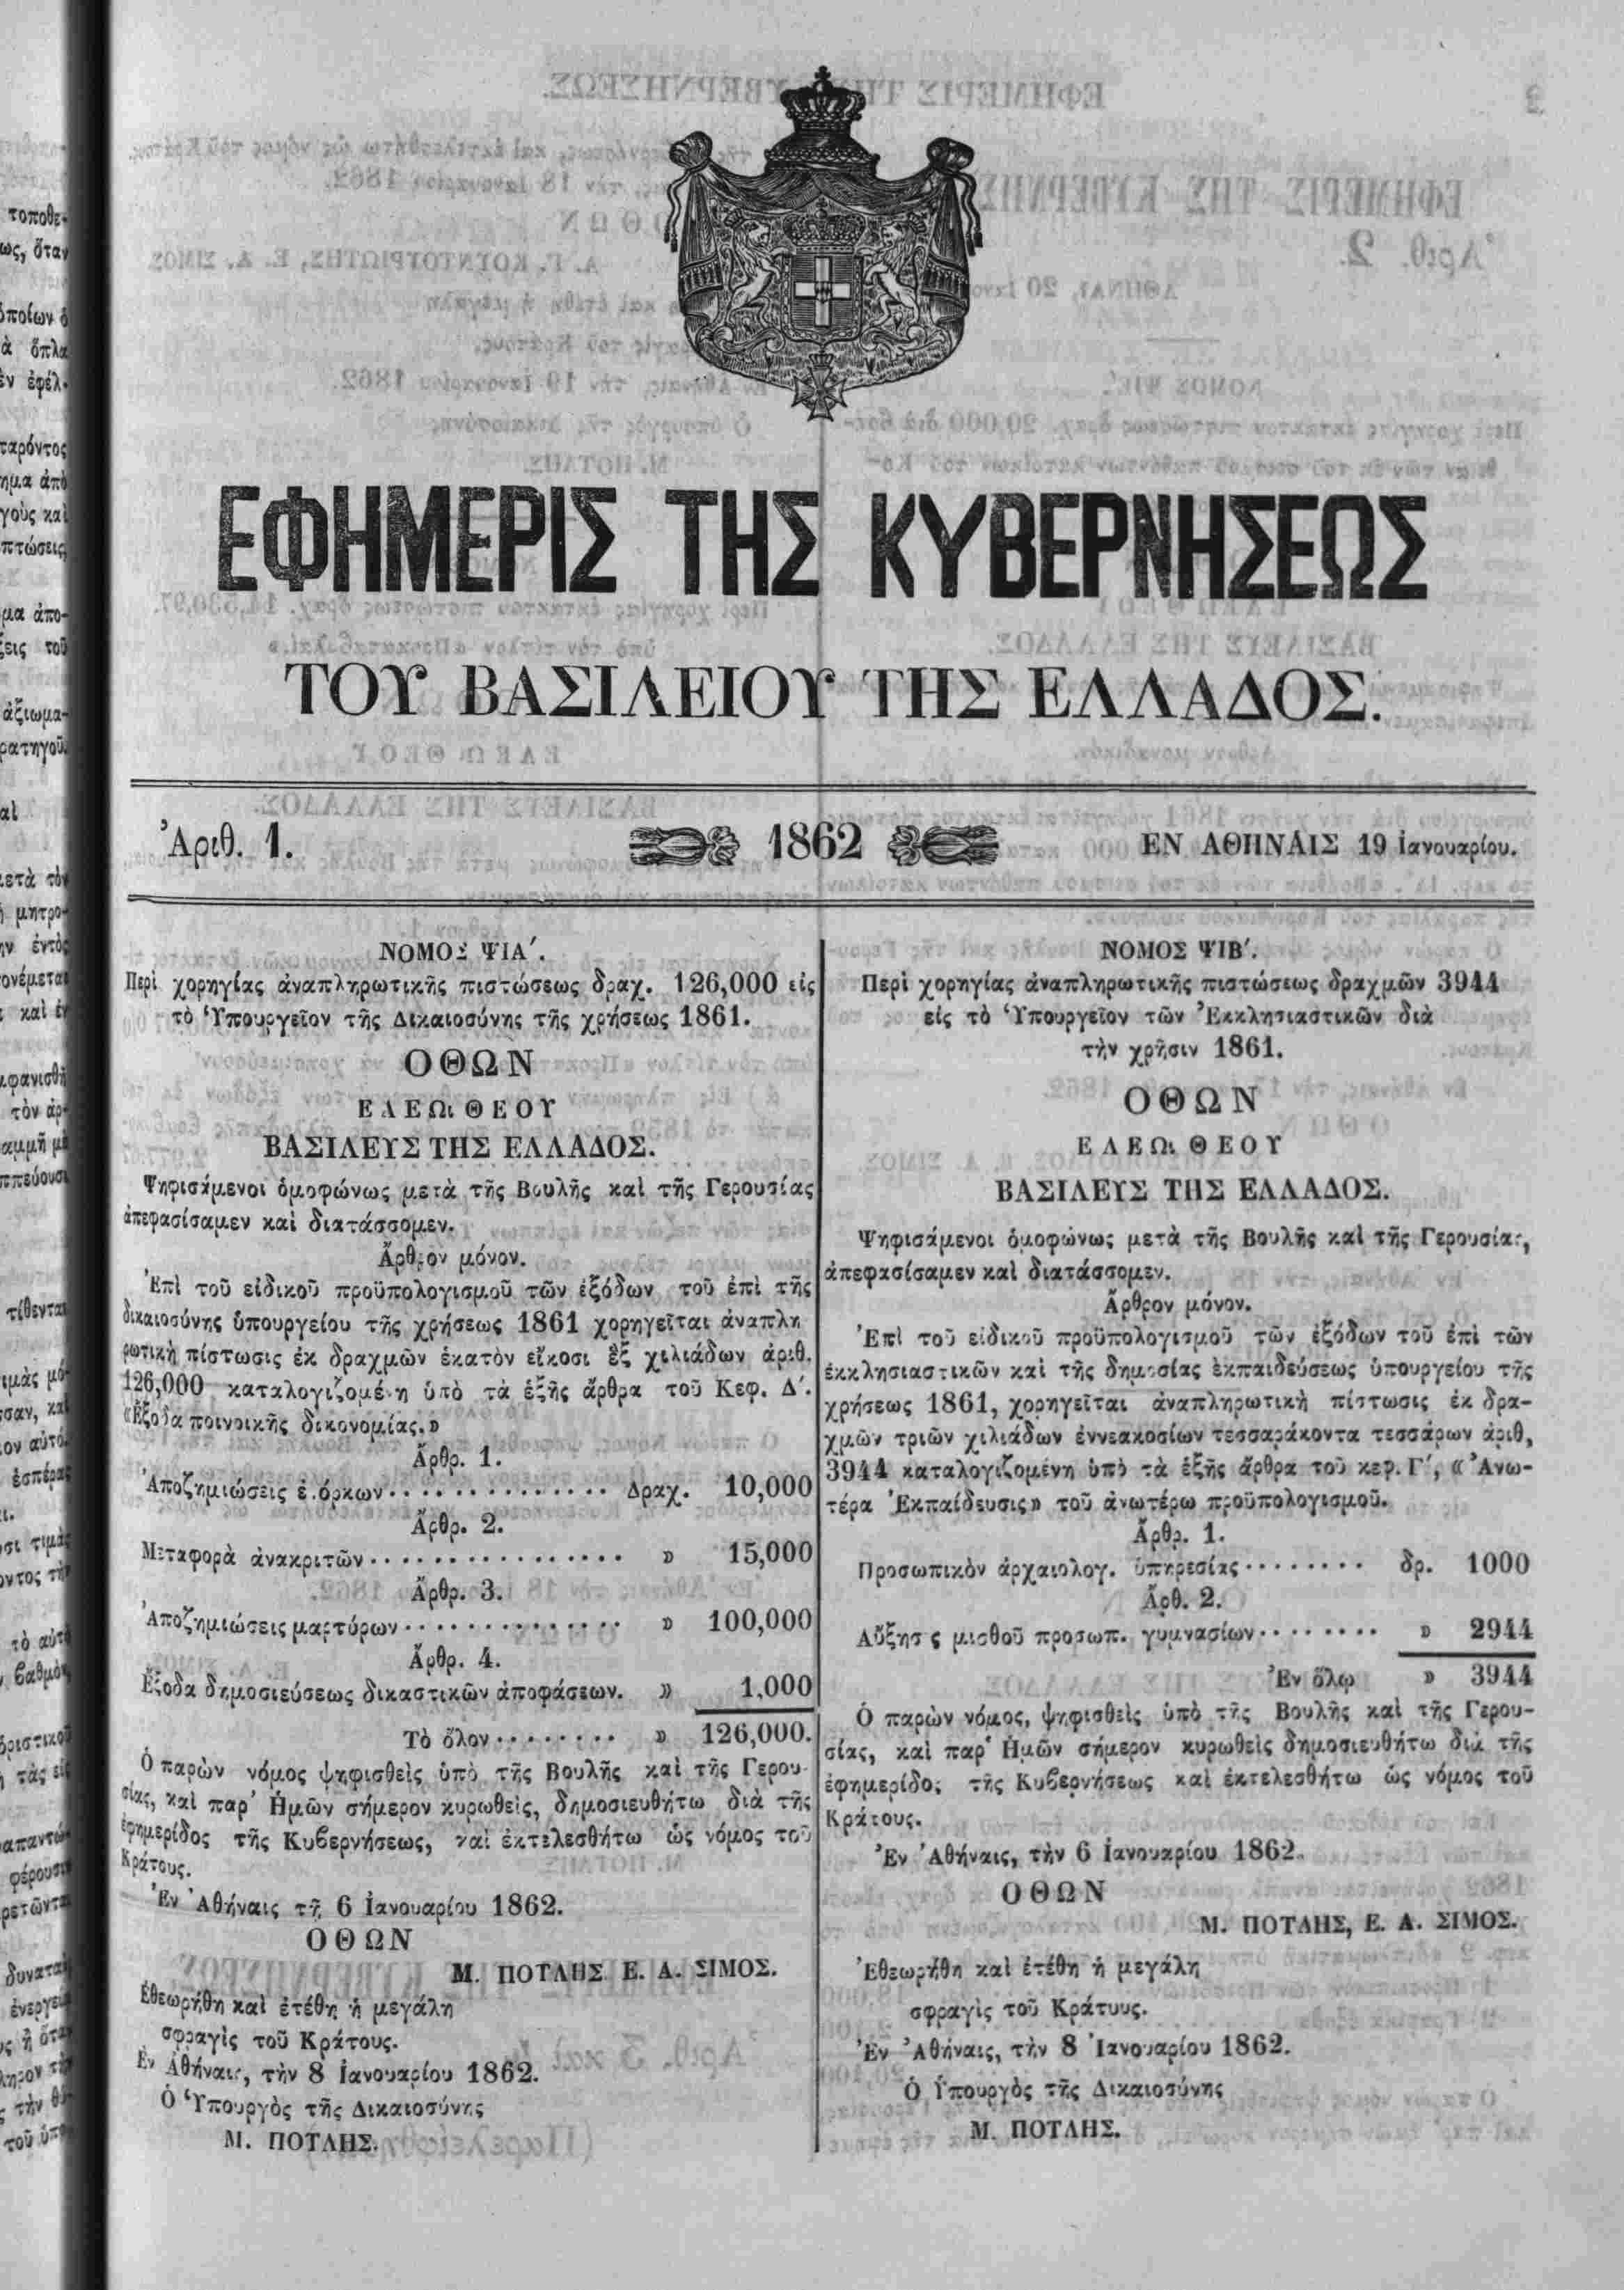 ΕΦΗΜΕΡΙΣ ΤΗΣ ΚΥΒΕΡΝΗΣΕΩΣ
ΤΟΥ ΒΑΣΙΛΕΙΟΥ ΤΗΣ ΕΛΛΑΔΟΣ.
Ἀριθ. 1.
1862
ΕΝ ΑΘΗΝΑΙΣ 19 Ἰανουαρίου.
ΝΟΜΟΣ ΨΙΑ΄.
Περὶ χορηγίας ἀναπληρωτικῆς πιστώσεως δραχ. 126,000 εἰς
τὸ Ὑπουργεῖον τῆς Δικαιοσύνης τῆς χρήσεως 1861.
ΟΘΩΝ
ΕΛΕΩι ΘΕΟΥ
ΒΑΣΙΛΕΥΣ ΤΗΣ ΕΛΛΑΔΟΣ.
Ψηφισάμενοι ὁμοφώνως μετὰ τῆς Βουλῆς καὶ τῆς Γερουσίας
ἀπεφασίσαμεν καὶ διατάσσομεν.
Ἄρθρον μόνον.
Ἐπὶ τοῦ εἰδικοῦ προϋπολογισμοῦ τῶν ἐξόδων τοῦ ἐπὶ τῆς
δικαιοσύνης ὑπουργείου τῆς χρήσεως 1861 χορηγεῖται ἀναπλη
ρωτικὴ πίστωσις ἐκ δραχμῶν ἑκατὸν εἴκοσι ἓξ χιλιάδων ἀριθ.
126,000 καταλογιζομένη ὑπὸ τὰ ἑξῆς ἄρθρα τοῦ Κεφ. Δ΄.
«Ἔξοδα ποινοικῆς δικονομίας.»
Ἄρθρ. 1.
Ἀποζημιώσεις ἐνόρκων . . . . . . . . . . . . . . Δραχ. 10,000
Ἄρθρ. 2.
Μεταφορὰ ἀνακριτῶν . . . . . . . . . . . . . . . . » 15,000
Ἄρθρ. 3.
Ἀποζημιώσεις μαρτύρων . . . . . . . . . . . . . . » 100,000
Ἄρθρ. 4.
Ἔξοδα δημοσιεύσεως δικαστικῶν ἀποφάσεων. » 1,000
Τὸ ὅλον . . . . . . . . » 126,000.
Ὁ παρὼν νόμος ψηφισθεὶς ὑπὸ τῆς Βουλῆς καὶ τῆς Γερου-
σίας, καὶ παρ' Ἡμῶν σήμερον κυρωθεὶς, δημοσιευθήτω διὰ τῆς
ἐφημερίδος τῆς Κυβερνήσεως, καὶ ἐκτελεσθήτω ὡς νόμος τοῦ
Κράτους.
Ἐν Ἀθήναις τῇ 6 Ἰανουαρίου 1862.
ΟΘΩΝ
Μ. ΠΟΤΛΗΣ Ε. Α. ΣΙΜΟΣ.
Ἐθεωρήθη καὶ ἐτέθη ἡ μεγάλη
σφραγὶς τοῦ Κράτους.
Ἐν Ἀθήναις, τὴν 8 Ἰανουαρίου 1862.
Ὁ Ὑπουργὸς τῆς Δικαιοσύνης
Μ. ΠΟΤΛΗΣ.
ΝΟΜΟΣ ΨΙΒ΄.
Περὶ χορηγίας ἀναπληρωτικῆς πιστώσεως δραχμῶν 3944
εἰς τὸ Ὑπουργεῖον τῶν Ἐκκλησιαστικῶν διὰ
τὴν χρῆσιν 1861.
ΟΘΩΝ
ΕΛΕΩι ΘΕΟΥ
ΒΑΣΙΛΕΥΣ ΤΗΣ ΕΛΛΑΔΟΣ.
Ψηφισάμενοι ὁμοφώνως μετὰ τῆς Βουλῆς καὶ τῆς Γερουσίας,
ἀπεφασίσαμεν καὶ διατάσσομεν.
Ἄρθρον μόνον.
Ἐπὶ τοῦ εἰδικοῦ προϋπολογισμοῦ τῶν ἐξόδων τοῦ ἐπὶ τῶν
ἐκκλησιαστικῶν καὶ τῆς δημοσίας ἐκπαιδεύσεως ὑπουργείου τῆς
χρήσεως 1861, χορηγεῖται ἀναπληρωτικὴ πίστωσις ἐκ δρα-
χμῶν τριῶν χιλιάδων ἐννεακοσίων τεσσαράκοντα τεσσάρων ἀριθ,
3944 καταλογιζομένη ὑπὸ τὰ ἑξῆς ἄρθρα τοῦ κεφ. Γ΄, «Ἀνω-
τέρα Ἐκπαίδευσις» τοῦ ἀνωτέρω προϋπολογισμοῦ.
Ἄρθρ. 1.
Προσωπικὸν ἀρχαιολογ. ὑπηρεσίας . . . . . . . . δρ. 1000
Ἄρθ. 2.
Αὔξησις μισθοῦ προσωπ. γυμνασίων . . . . . . . . » 2944
Ἐν ὅλῳ » 3944
Ὁ παρὼν νόμος, ψηφισθεὶς ὑπὸ τῆς Βουλῆς καὶ τῆς Γερου-
σίας, καὶ παρ' Ἡμῶν σήμερον κυρωθεὶς δημοσιευθήτω διὰ τῆς
ἐφημερίδος τῆς Κυβερνήσεως καὶ ἐκτελεσθήτω ὡς νόμος τοῦ
Κράτους.
Ἐν Ἀθήναις, τὴν 6 Ἰανουαρίου 1862.
ΟΘΩΝ
Μ. ΠΟΤΛΗΣ, Ε. Α. ΣΙΜΟΣ.
Ἐθεωρήθη καὶ ἐτέθη ἡ μεγάλη
σφραγὶς τοῦ Κράτους.
Ἐν Ἀθήναις, τὴν 8 Ἰανουαρίου 1862.
Ὁ Ὑπουργὸς τῆς Δικαιοσύνης
Μ. ΠΟΤΛΗΣ.